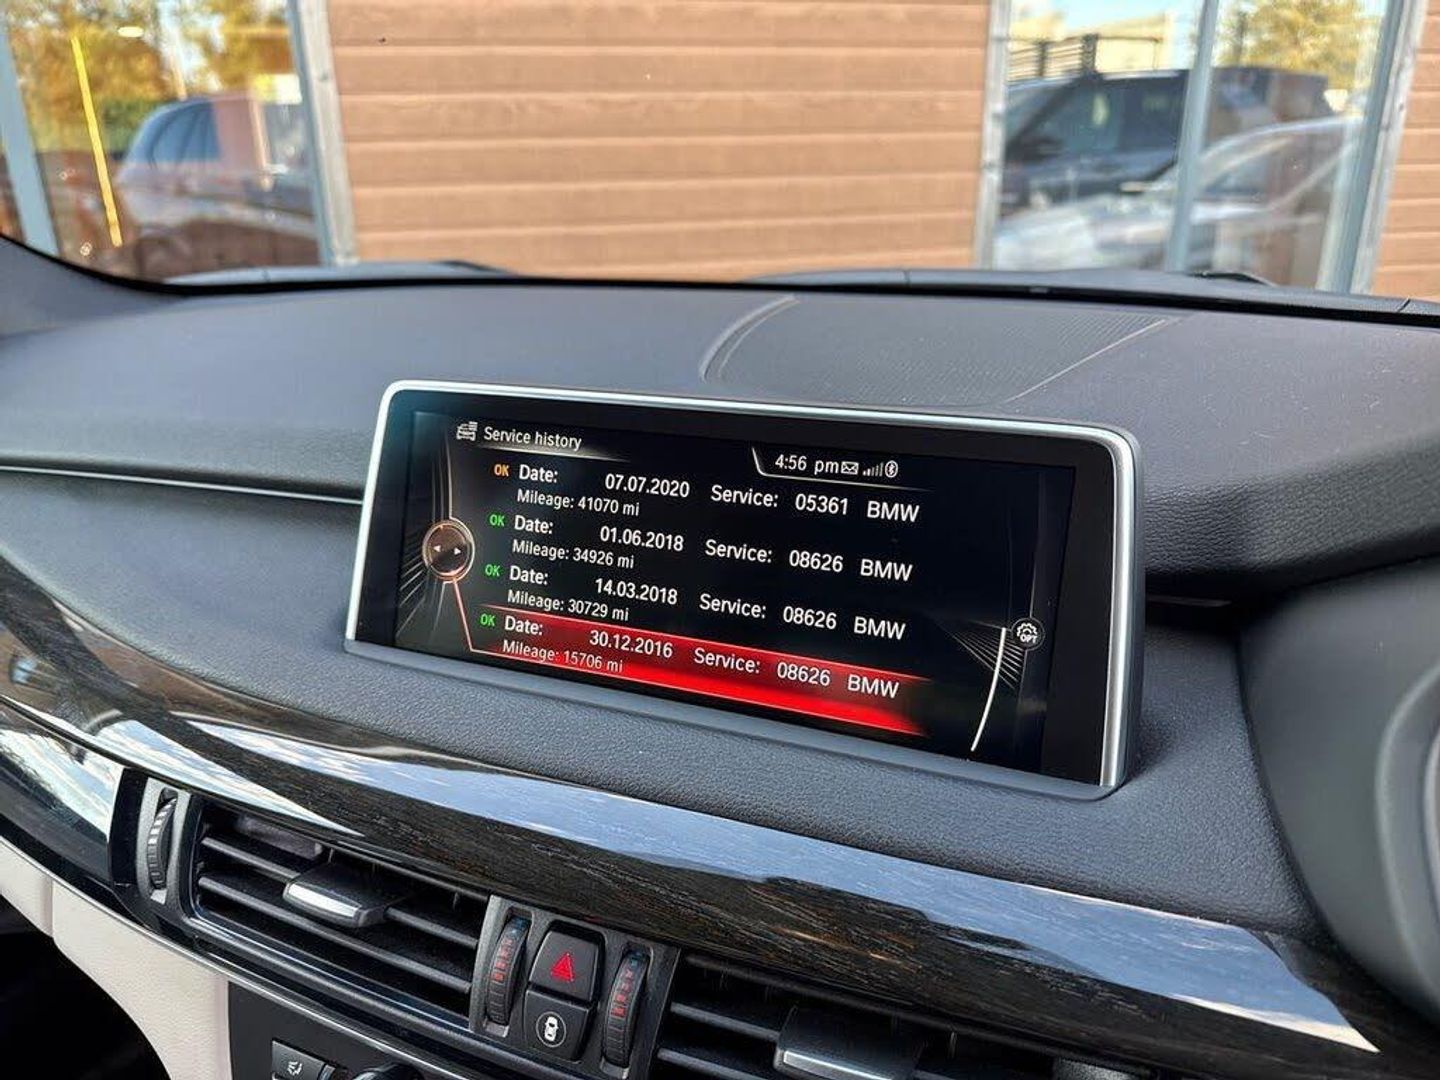 Service history
4:56 pm
OK Date: 07.07.2020 Service: 05361 BMW
Mileage: 41070 mi
OK Date: 01.06.2018 Service: 08626 BMW
Mileage: 34926 mi
OK Date: 14.03.2018 Service: 08626 BMW
Mileage: 30729 mi
OK Date: 30.12.2016 Service: 08626 BMW
Mileage: 15706 mi
OPT